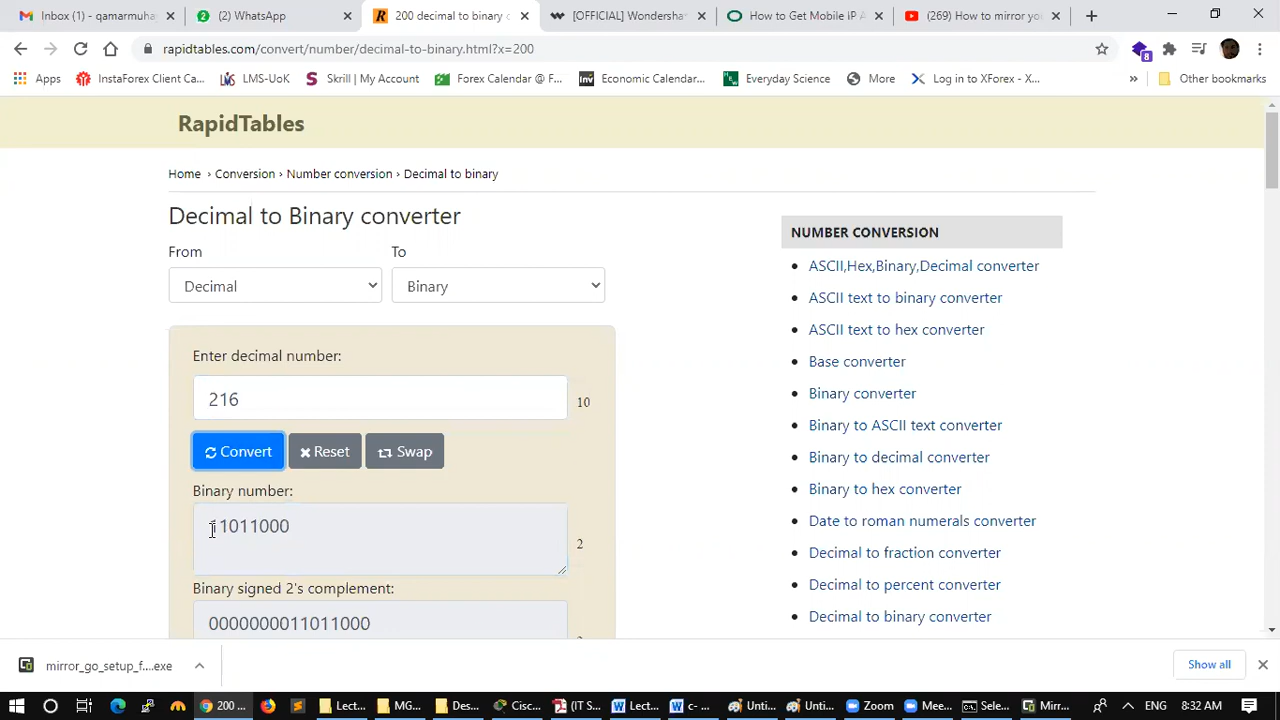 Inbox (1) - qamarmuha
(2) WhatsApp
200 decimal to binary c
[OFFICIAL] Wondersha
How to Get Mobile IP A
(269) How to mirror yo
rapidtables.com/convert/number/decimal-to-binary.html?x=200
8
Apps
InstaForex Client Ca...
LMS-UoK
Skrill | My Account
Forex Calendar @ F...
Economic Calendar...
Everyday Science
More
Log in to XForex - X...
Other bookmarks
RapidTables
Home › Conversion › Number conversion › Decimal to binary
Decimal to Binary converter
From
To
Decimal
Binary
Enter decimal number:
216
10
Convert
Reset
Swap
Binary number:
11011000
2
Binary signed 2's complement:
0000000011011000
NUMBER CONVERSION
ASCII,Hex,Binary,Decimal converter
ASCII text to binary converter
ASCII text to hex converter
Base converter
Binary converter
Binary to ASCII text converter
Binary to decimal converter
Binary to hex converter
Date to roman numerals converter
Decimal to fraction converter
Decimal to percent converter
Decimal to binary converter
mirror_go_setup_f....exe
Show all
200 ...
Lect...
MG...
Des...
Cisc...
(IT S...
Lect...
c- ...
Unti...
Unti...
Zoom
Mee...
Sele...
Mirr...
ENG
8:32 AM